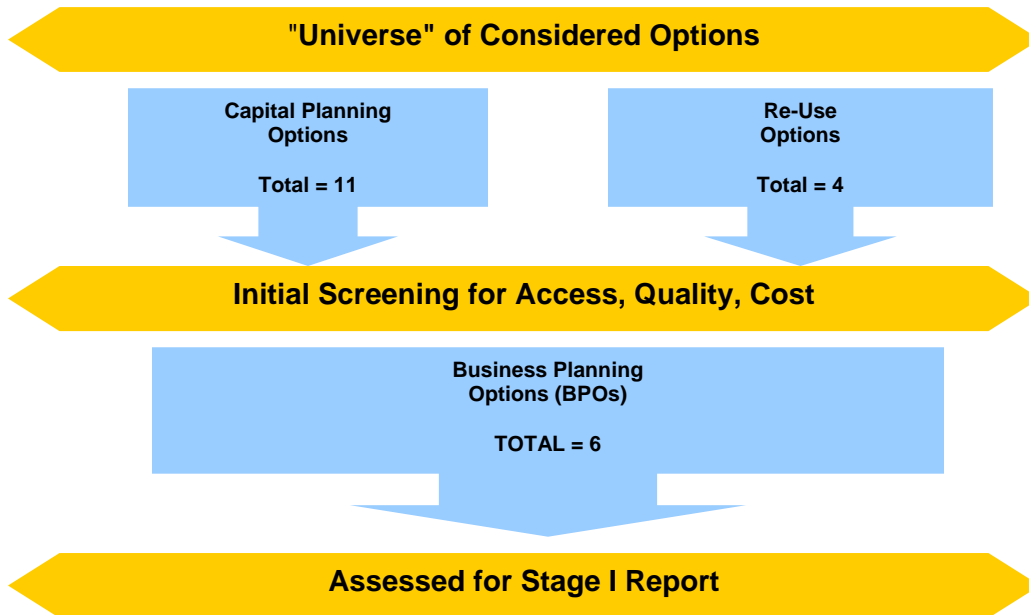 "Universe" of Considered Options
Capital Planning
Options
Total = 11
Re-Use
Options
Total = 4
Initial Screening for Access, Quality, Cost
Business Planning
Options (BPOs)
TOTAL = 6
Assessed for Stage I Report